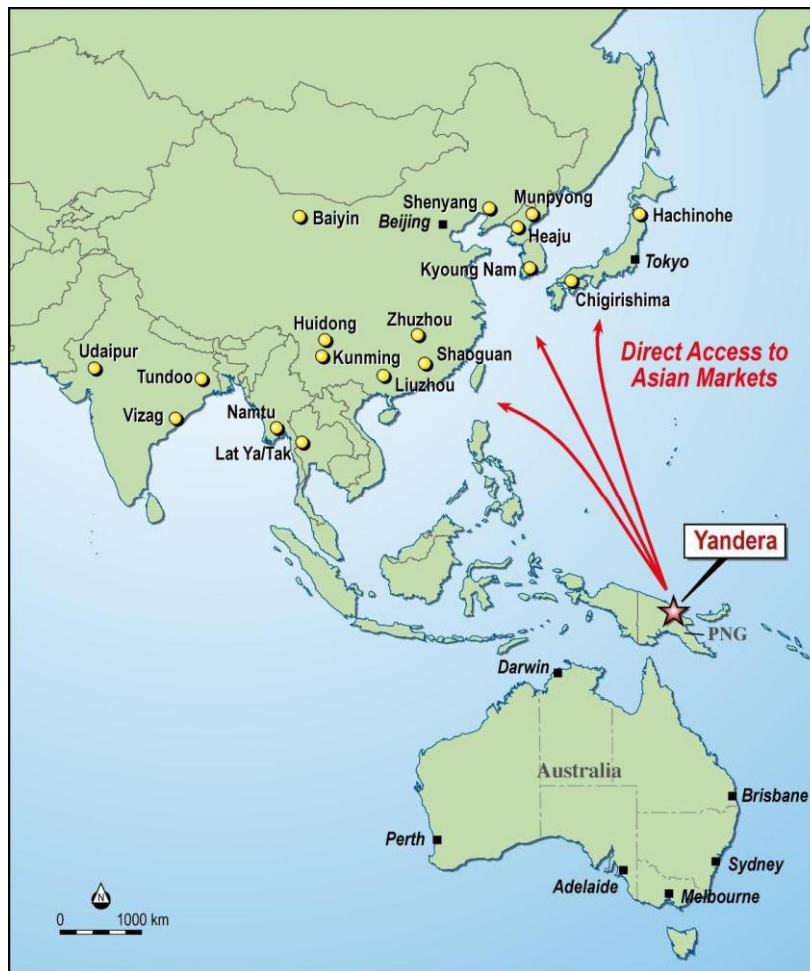 Shenyang
Munpyong
Baiyin
Beijing
Hachinohe
Heaju
Kyoung Nam
Tokyo
Chigirishima
Huidong
Zhuzhou
Udaipur
Kunming
Shaoguan
Direct Access to
Asian Markets
Tundoo
Liuzhou
Vizag
Namtu
Lat Ya/Tak
Yandera
PNG
Darwin
Australia
Brisbane
Perth
Sydney
Adelaide
Melbourne
N
0 1000 km